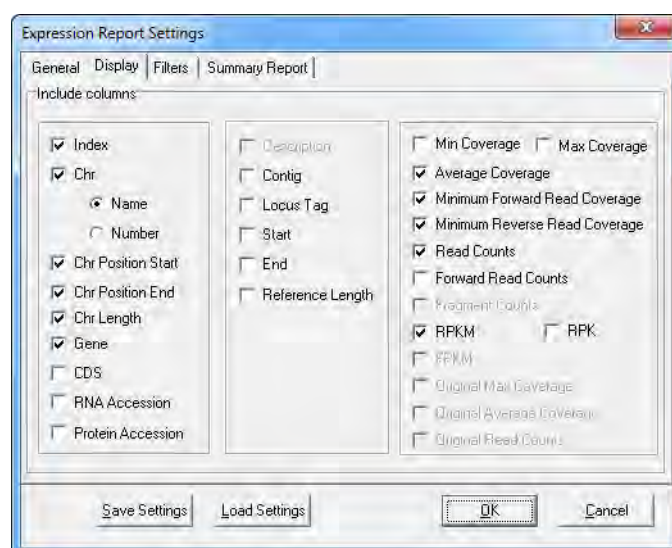 Expression Report Settings
General Display Filters Summary Report
Include columns
Index
Chr
Name
Number
Chr Position Start
Chr Position End
Chr Length
Gene
CDS
RNA Accession
Protein Accession
Description
Contig
Locus Tag
Start
End
Reference Length
Min Coverage Max Coverage
Average Coverage
Minimum Forward Read Coverage
Minimum Reverse Read Coverage
Read Counts
Forward Read Counts
Fragment Counts
RPKM RPK
FPKM
Original Max Coverage
Original Average Coverage
Original Read Counts
Save Settings Load Settings OK Cancel